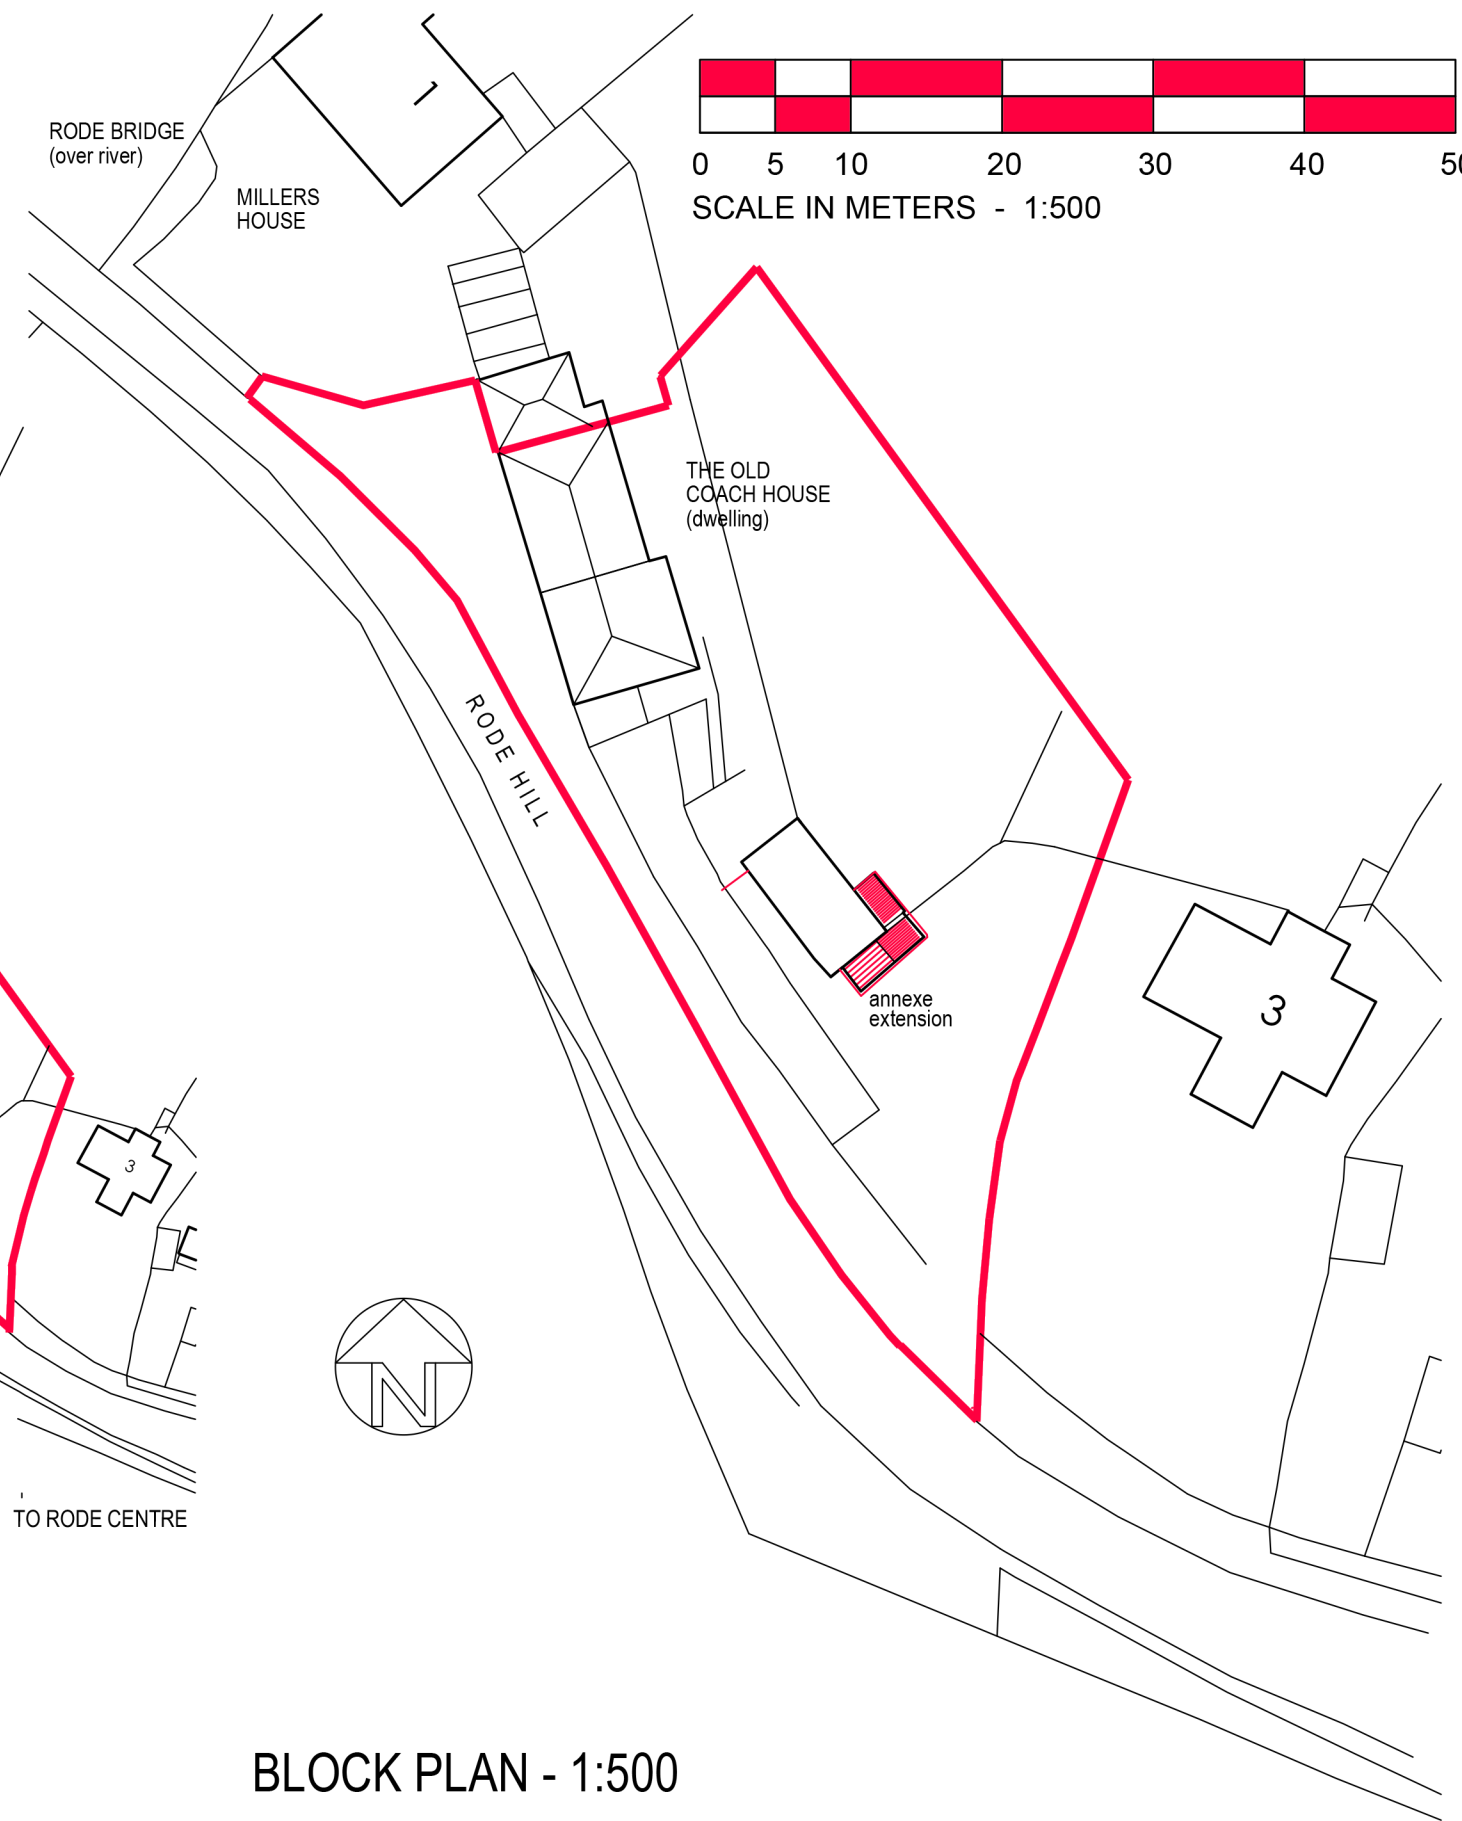 1
RODE BRIDGE
(over river)
MILLERS
HOUSE
0 5 10 20 30 40
SCALE IN METERS - 1:500
THE OLD
COACH HOUSE
(dwelling)
RODE HILL
annexe
extension
3
3
N
TO RODE CENTRE
BLOCK PLAN - 1:500